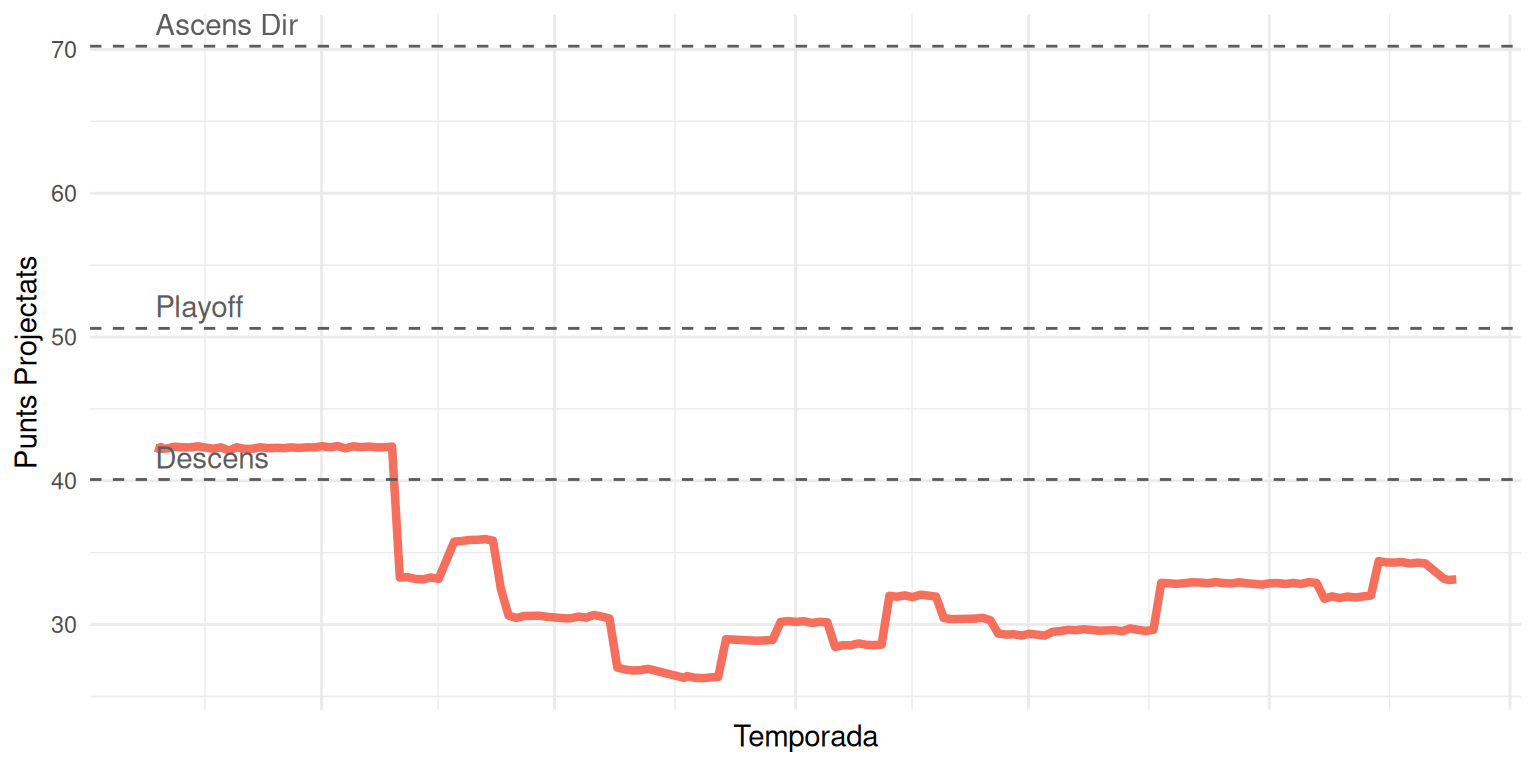 Ascens Dir
70
60
Playoff
50
Descens
40
30
Punts Projectats
Temporada